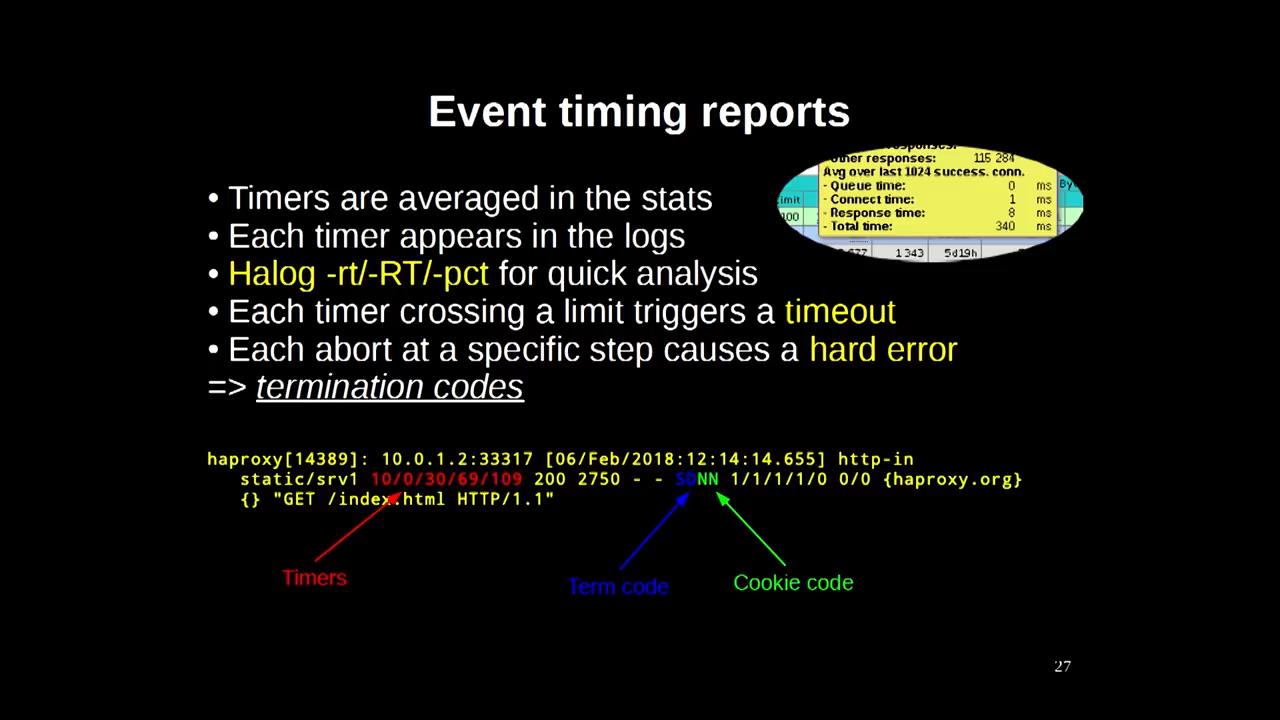 Event timing reports
Other responses: 115 284
Avg over last 1024 success. conn.
- Queue time: 0 ms
- Connect time: 1 ms
- Response time: 8 ms
- Total time: 340 ms
1 343 5d19h
• Timers are averaged in the stats
• Each timer appears in the logs
• Halog -rt/-RT/-pct for quick analysis
• Each timer crossing a limit triggers a timeout
• Each abort at a specific step causes a hard error
=> termination codes
haproxy[14389]: 10.0.1.2:33317 [06/Feb/2018:12:14:14.655] http-in
static/srv1 10/0/30/69/109 200 2750 - - SDNN 1/1/1/1/0 0/0 {haproxy.org}
{} "GET /index.html HTTP/1.1"
Timers
Term code
Cookie code
27